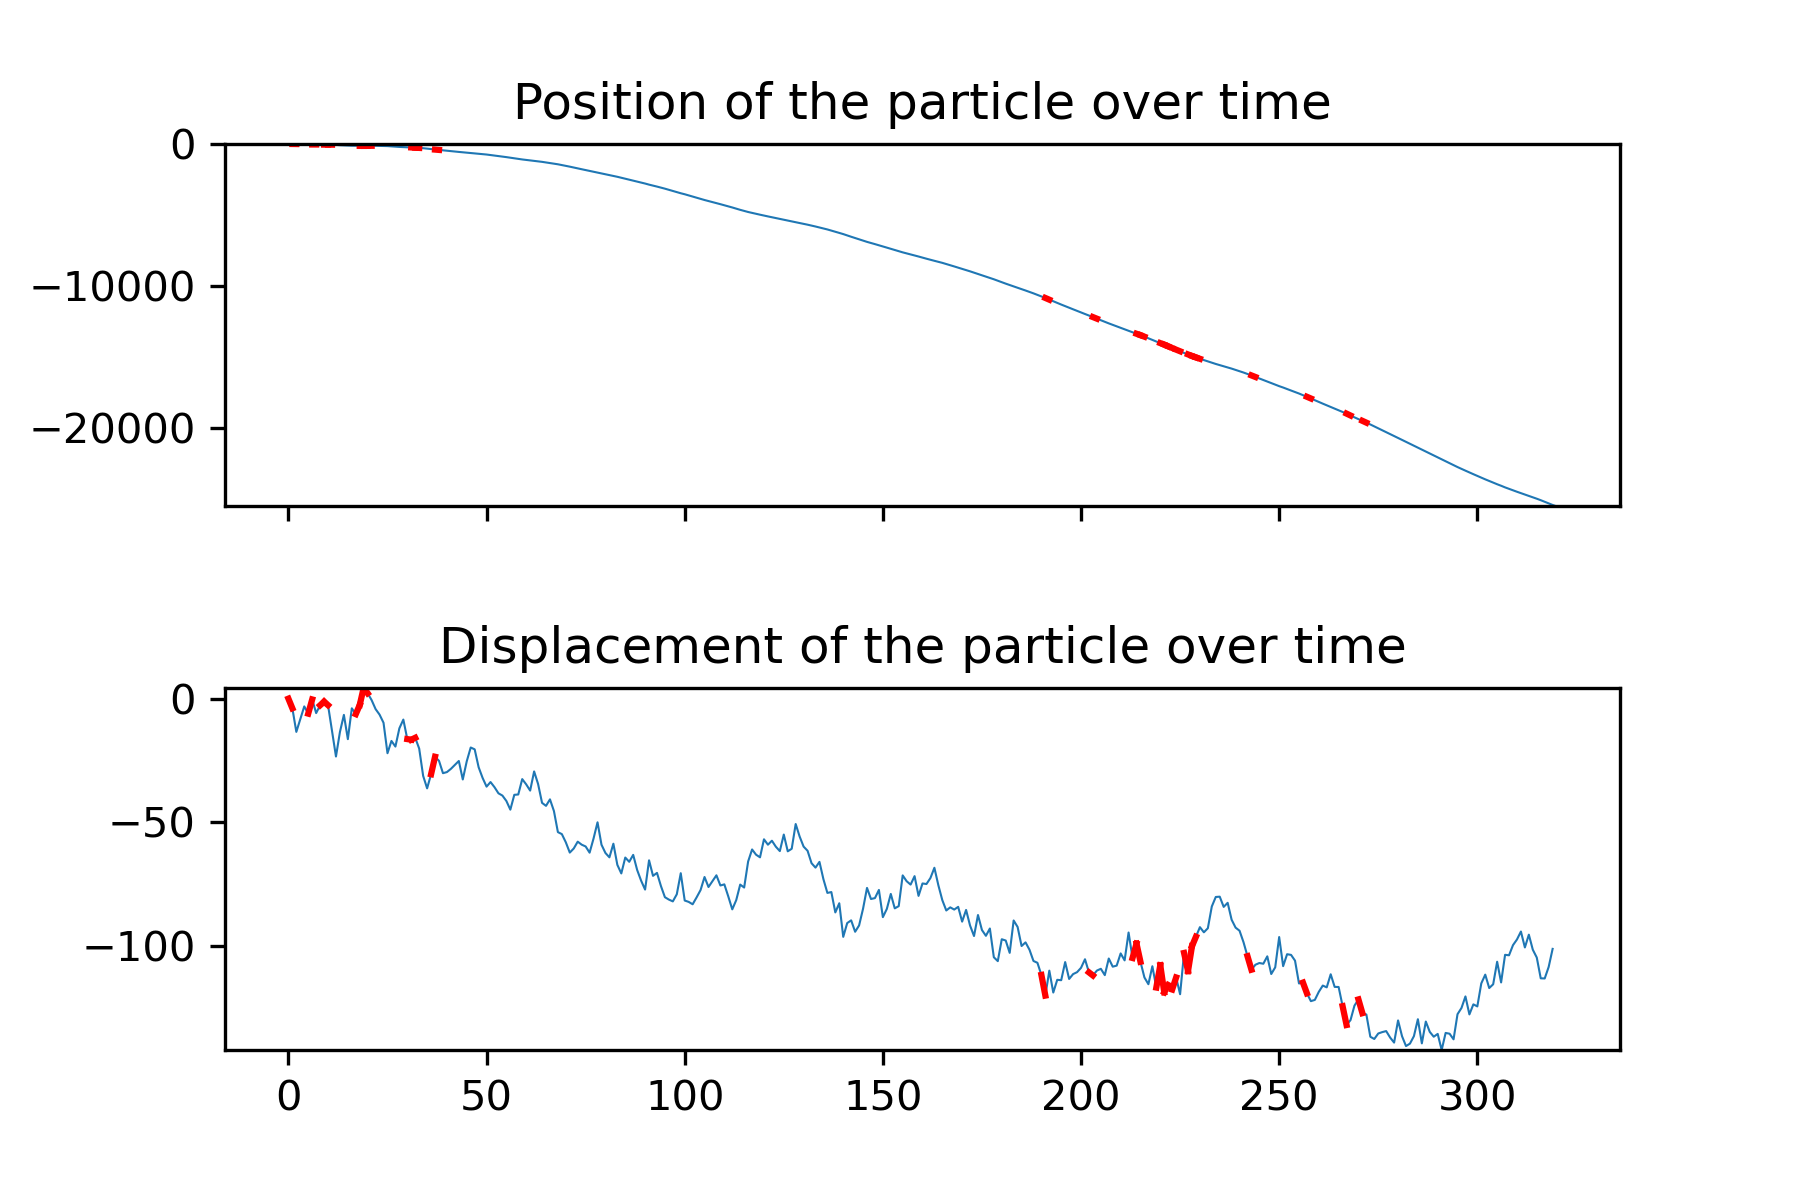 Position of the particle over time
0
−10000
−20000
Displacement of the particle over time
0
−50
−100
0 50 100 150 200 250 300